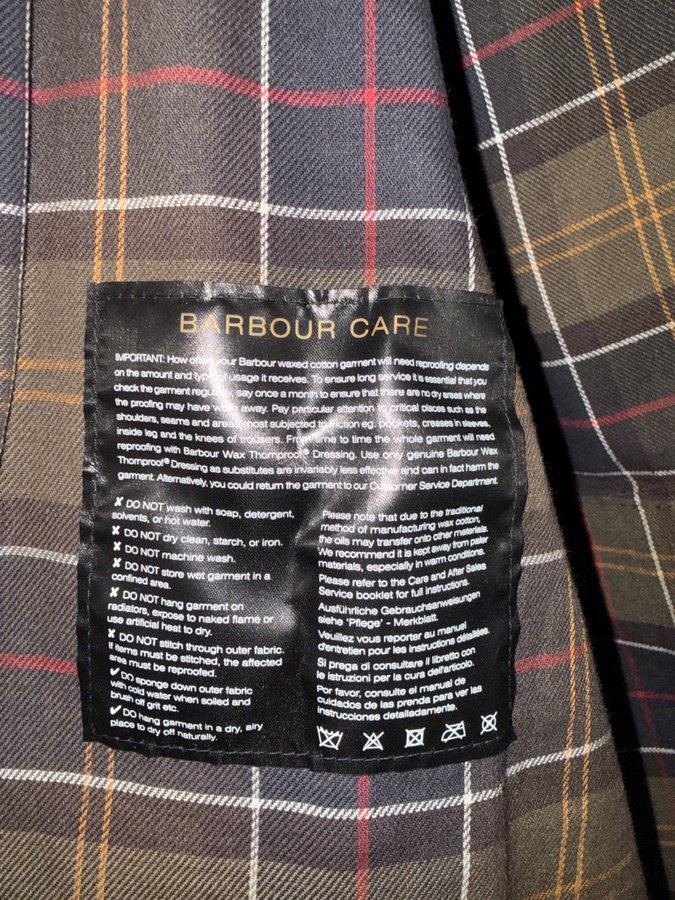 BARBOUR CARE
IMPORTANT: How often your Barbour waxed cotton garment will need reproofing depends
on the amount and type of usage it receives. To ensure long service it is essential that you
check the garment regularly, say once a month to ensure that there are no dry areas where
the proofing may have worn away. Pay particular attention to critical places such as the
shoulders, seams and areas most subjected to friction eg. pockets, creases in sleeves,
inside leg and the knees of trousers. From time to time the whole garment will need
reproofing with Barbour Wax Thornproof® Dressing. Use only genuine Barbour Wax
Thornproof® Dressing as substitutes are invariably less effective and can in fact harm the
garment. Alternatively, you could return the garment to our Customer Service Department.
✘ DO NOT wash with soap, detergent,
solvents, or hot water.
✘ DO NOT dry clean, starch, or iron.
✘ DO NOT machine wash.
✘ DO NOT store wet garment in a
confined area.
✘ DO NOT hang garment on
radiators, expose to naked flame or
use artificial heat to dry.
✘ DO NOT stitch through outer fabric.
If items must be stitched, the affected
area must be reproofed.
✔ DO sponge down outer fabric
with cold water when soiled and
brush off grit etc.
✔ DO hang garment in a dry, airy
place to dry off naturally.
Please note that due to the traditional
method of manufacturing wax cotton,
the oils may transfer onto other materials.
We recommend it is kept away from paler
materials, especially in warm conditions.
Please refer to the Care and After Sales
Service booklet for full instructions.
Ausführliche Gebrauchsanweisungen
siehe 'Pflege' - Merkblatt.
Veuillez vous reporter au manuel
d'entretien pour les instructions détaillées.
Si prega di consultare il libretto con
le istruzioni per la cura dell'articolo.
Por favor, consulte el manual de
cuidados de las prenda para ver las
instrucciones detalladamente.